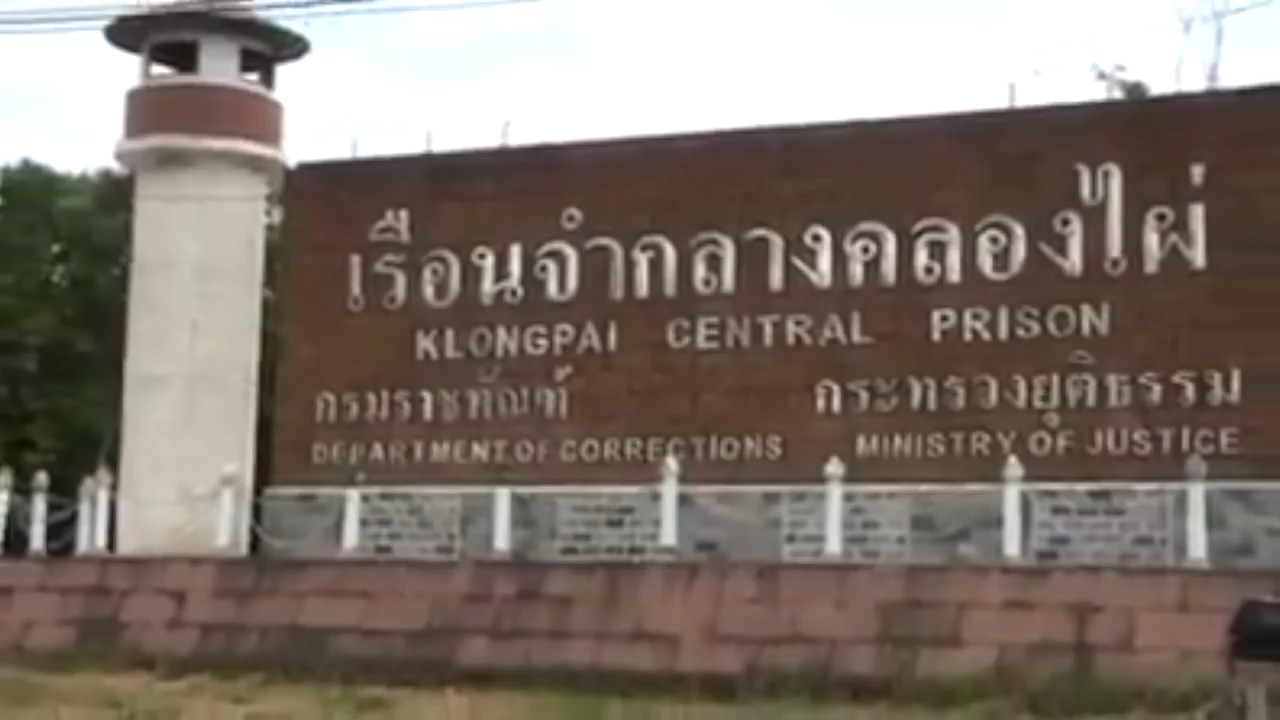 เรือนจำกลางคลองไผ่
KLONGPAI CENTRAL PRISON
กรมราชทัณฑ์ กระทรวงยุติธรรม
DEPARTMENT OF CORRECTIONS MINISTRY OF JUSTICE